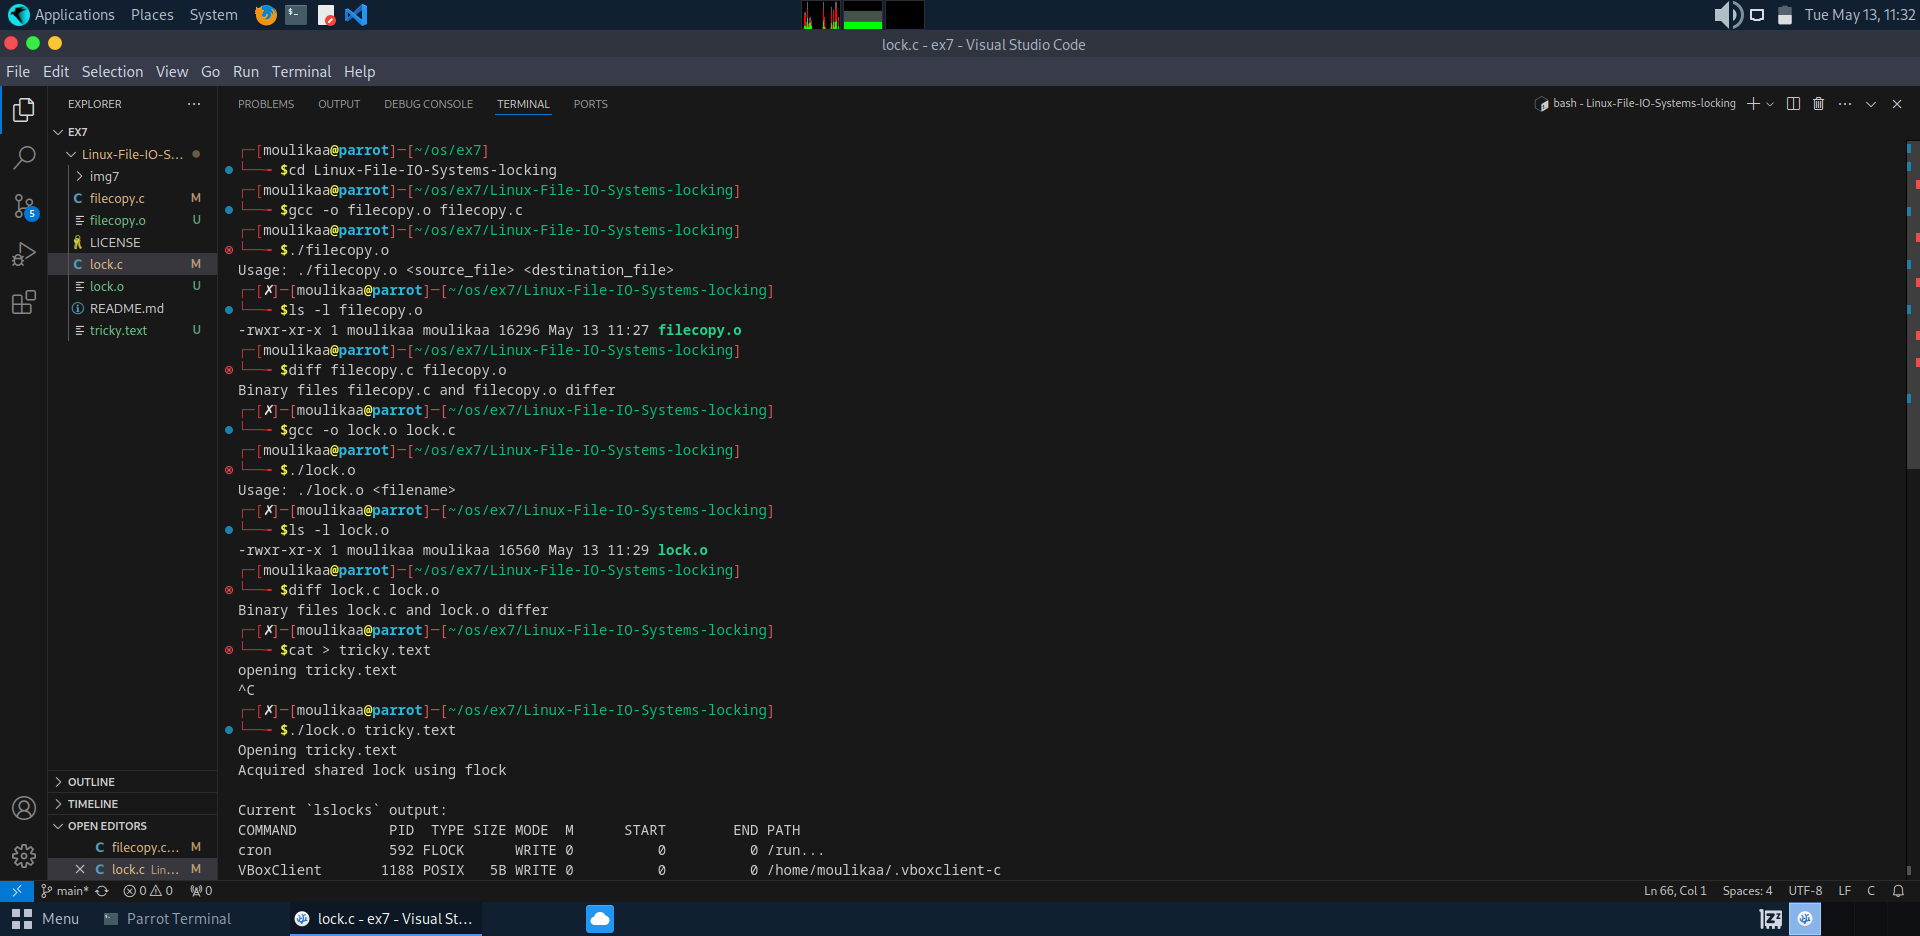 Applications Places System
Tue May 13, 11:32
lock.c - ex7 - Visual Studio Code
File Edit Selection View Go Run Terminal Help
EXPLORER ···
PROBLEMS OUTPUT DEBUG CONSOLE TERMINAL PORTS
bash - Linux-File-IO-Systems-locking
EX7
Linux-File-IO-S...
img7
filecopy.c M
filecopy.o U
LICENSE
lock.c M
lock.o U
README.md
tricky.text U
5
┌─[moulikaa@parrot]─[~/os/ex7]
└──╼ $cd Linux-File-IO-Systems-locking
┌─[moulikaa@parrot]─[~/os/ex7/Linux-File-IO-Systems-locking]
└──╼ $gcc -o filecopy.o filecopy.c
┌─[moulikaa@parrot]─[~/os/ex7/Linux-File-IO-Systems-locking]
└──╼ $./filecopy.o
Usage: ./filecopy.o <source_file> <destination_file>
┌─[✗]─[moulikaa@parrot]─[~/os/ex7/Linux-File-IO-Systems-locking]
└──╼ $ls -l filecopy.o
-rwxr-xr-x 1 moulikaa moulikaa 16296 May 13 11:27 filecopy.o
┌─[moulikaa@parrot]─[~/os/ex7/Linux-File-IO-Systems-locking]
└──╼ $diff filecopy.c filecopy.o
Binary files filecopy.c and filecopy.o differ
┌─[✗]─[moulikaa@parrot]─[~/os/ex7/Linux-File-IO-Systems-locking]
└──╼ $gcc -o lock.o lock.c
┌─[moulikaa@parrot]─[~/os/ex7/Linux-File-IO-Systems-locking]
└──╼ $./lock.o
Usage: ./lock.o <filename>
┌─[✗]─[moulikaa@parrot]─[~/os/ex7/Linux-File-IO-Systems-locking]
└──╼ $ls -l lock.o
-rwxr-xr-x 1 moulikaa moulikaa 16560 May 13 11:29 lock.o
┌─[moulikaa@parrot]─[~/os/ex7/Linux-File-IO-Systems-locking]
└──╼ $diff lock.c lock.o
Binary files lock.c and lock.o differ
┌─[✗]─[moulikaa@parrot]─[~/os/ex7/Linux-File-IO-Systems-locking]
└──╼ $cat > tricky.text
opening tricky.text
^C
┌─[✗]─[moulikaa@parrot]─[~/os/ex7/Linux-File-IO-Systems-locking]
└──╼ $./lock.o tricky.text
Opening tricky.text
Acquired shared lock using flock
Current `lslocks` output:
COMMAND PID TYPE SIZE MODE M START END PATH
cron 592 FLOCK WRITE 0 0 0 /run...
VBoxClient 1188 POSIX 5B WRITE 0 0 0 /home/moulikaa/.vboxclient-c
OUTLINE
TIMELINE
OPEN EDITORS
filecopy.c... M
lock.c Lin... M
main* 0 0 0
Ln 66, Col 1 Spaces: 4 UTF-8 LF C
Menu Parrot Terminal lock.c - ex7 - Visual St...